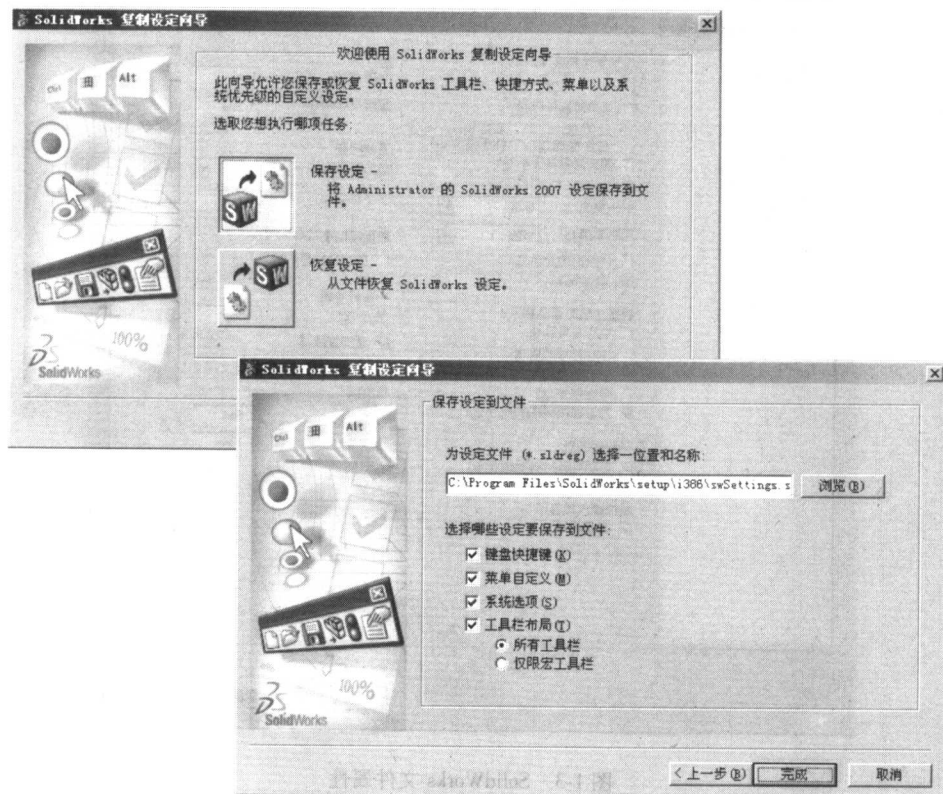 SolidWorks 复制设定向导
欢迎使用 SolidWorks 复制设定向导
此向导允许您保存或恢复 SolidWorks 工具栏、快捷方式、菜单以及系
统优先级的自定义设定。
选取您想执行哪项任务:
保存设定 -
将 Administrator 的 SolidWorks 2007 设定保存到文
件。
恢复设定 -
从文件恢复 SolidWorks 设定。
Ctrl
Alt
100%
SolidWorks
SolidWorks 复制设定向导
保存设定到文件
为设定文件 (*.sldreg) 选择一位置和名称:
C:\Program Files\SolidWorks\setup\i386\swSettings.s
浏览(B)
选择哪些设定要保存到文件:
键盘快捷键(K)
菜单自定义(M)
系统选项(S)
工具栏布局(T)
所有工具栏
仅限宏工具栏
Ctrl
Alt
100%
SolidWorks
<上一步(B)
完成
取消
图 1-3 SolidWorks 文件属性